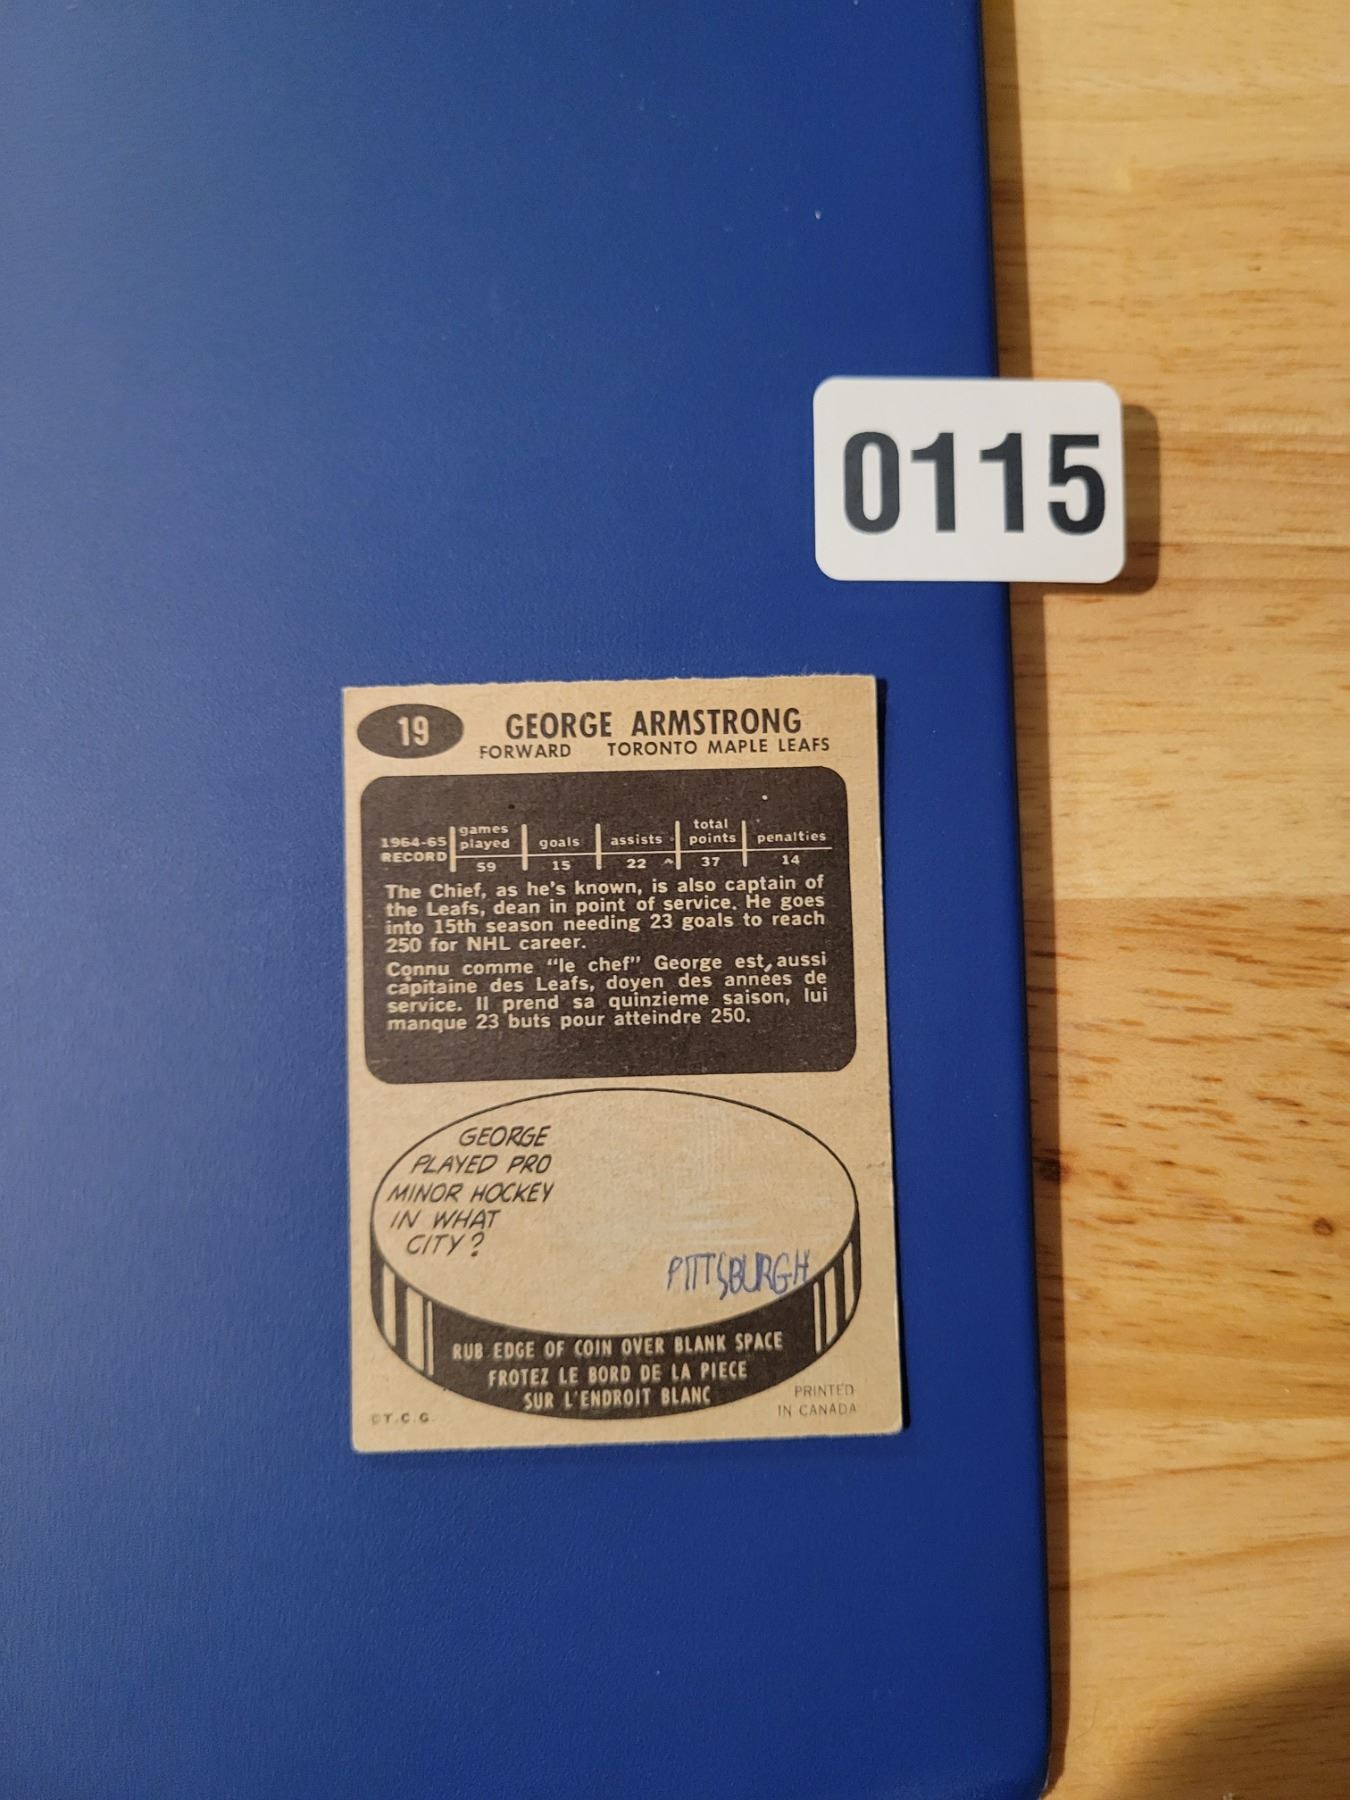 0115
19
GEORGE ARMSTRONG
FORWARD TORONTO MAPLE LEAFS
1964-65 RECORD games played goals assists total points penalties
59 15 22 37 14
The Chief, as he's known, is also captain of
the Leafs, dean in point of service. He goes
into 15th season needing 23 goals to reach
250 for NHL career.
Connu comme "le chef" George est, aussi
capitaine des Leafs, doyen des années de
service. Il prend sa quinzieme saison, lui
manque 23 buts pour atteindre 250.
GEORGE
PLAYED PRO
MINOR HOCKEY
IN WHAT
CITY?
PITTSBURGH
RUB EDGE OF COIN OVER BLANK SPACE
FROTEZ LE BORD DE LA PIECE
SUR L'ENDROIT BLANC
PRINTED
IN CANADA
©T.C.G.